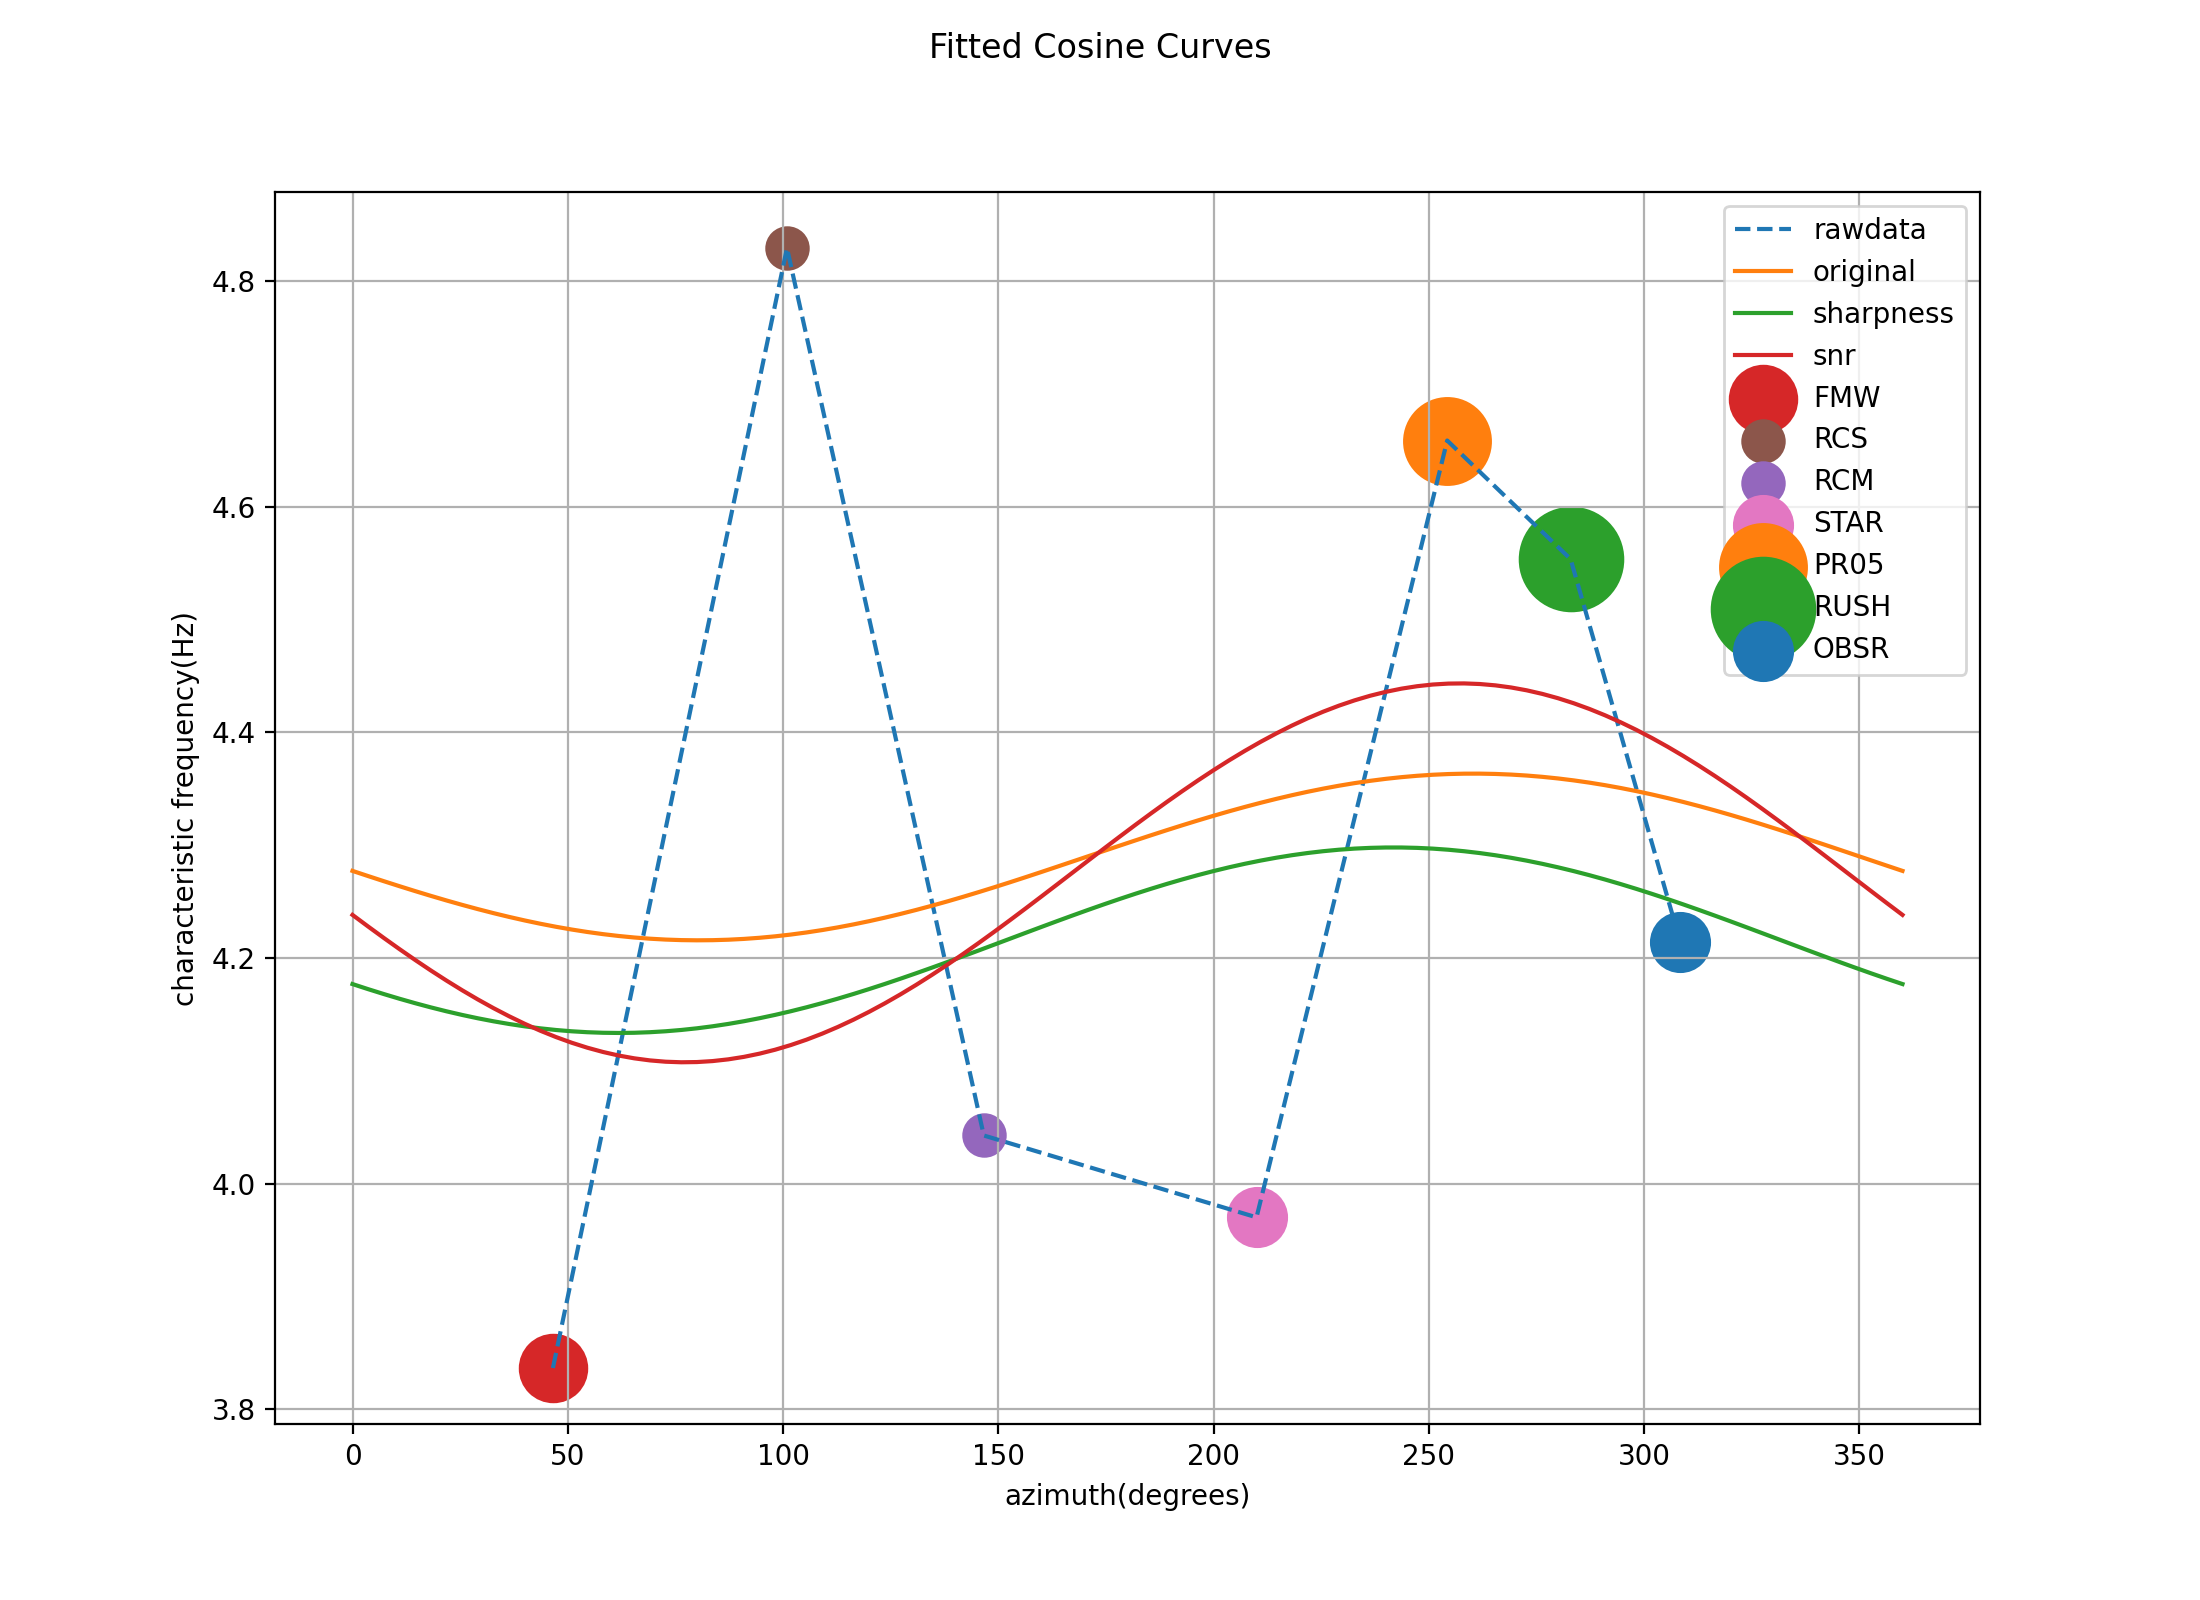 Fitted Cosine Curves
rawdata
original
sharpness
snr
FMW
RCS
RCM
STAR
PR05
RUSH
OBSR
characteristic frequency(Hz)
4.8
4.6
4.4
4.2
4.0
3.8
0 50 100 150 200 250 300 350
azimuth(degrees)